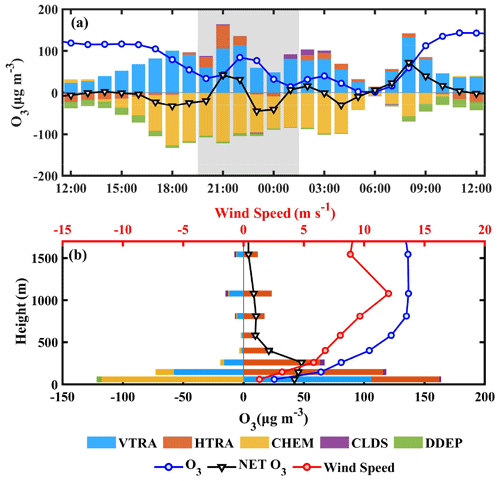 (a)
O₃(μg m⁻³)
200
100
0
-100
-200
12:00 15:00 18:00 21:00 00:00 03:00 06:00 09:00 12:00
Wind Speed (m s⁻¹)
-15 -10 -5 0 5 10 15
(b)
Height (m)
1500
1000
500
0
-150 -100 -50 0 50 100 150 200
O₃(μg m⁻³)
VTRA HTRA CHEM CLDS DDEP
O₃ NET O₃ Wind Speed